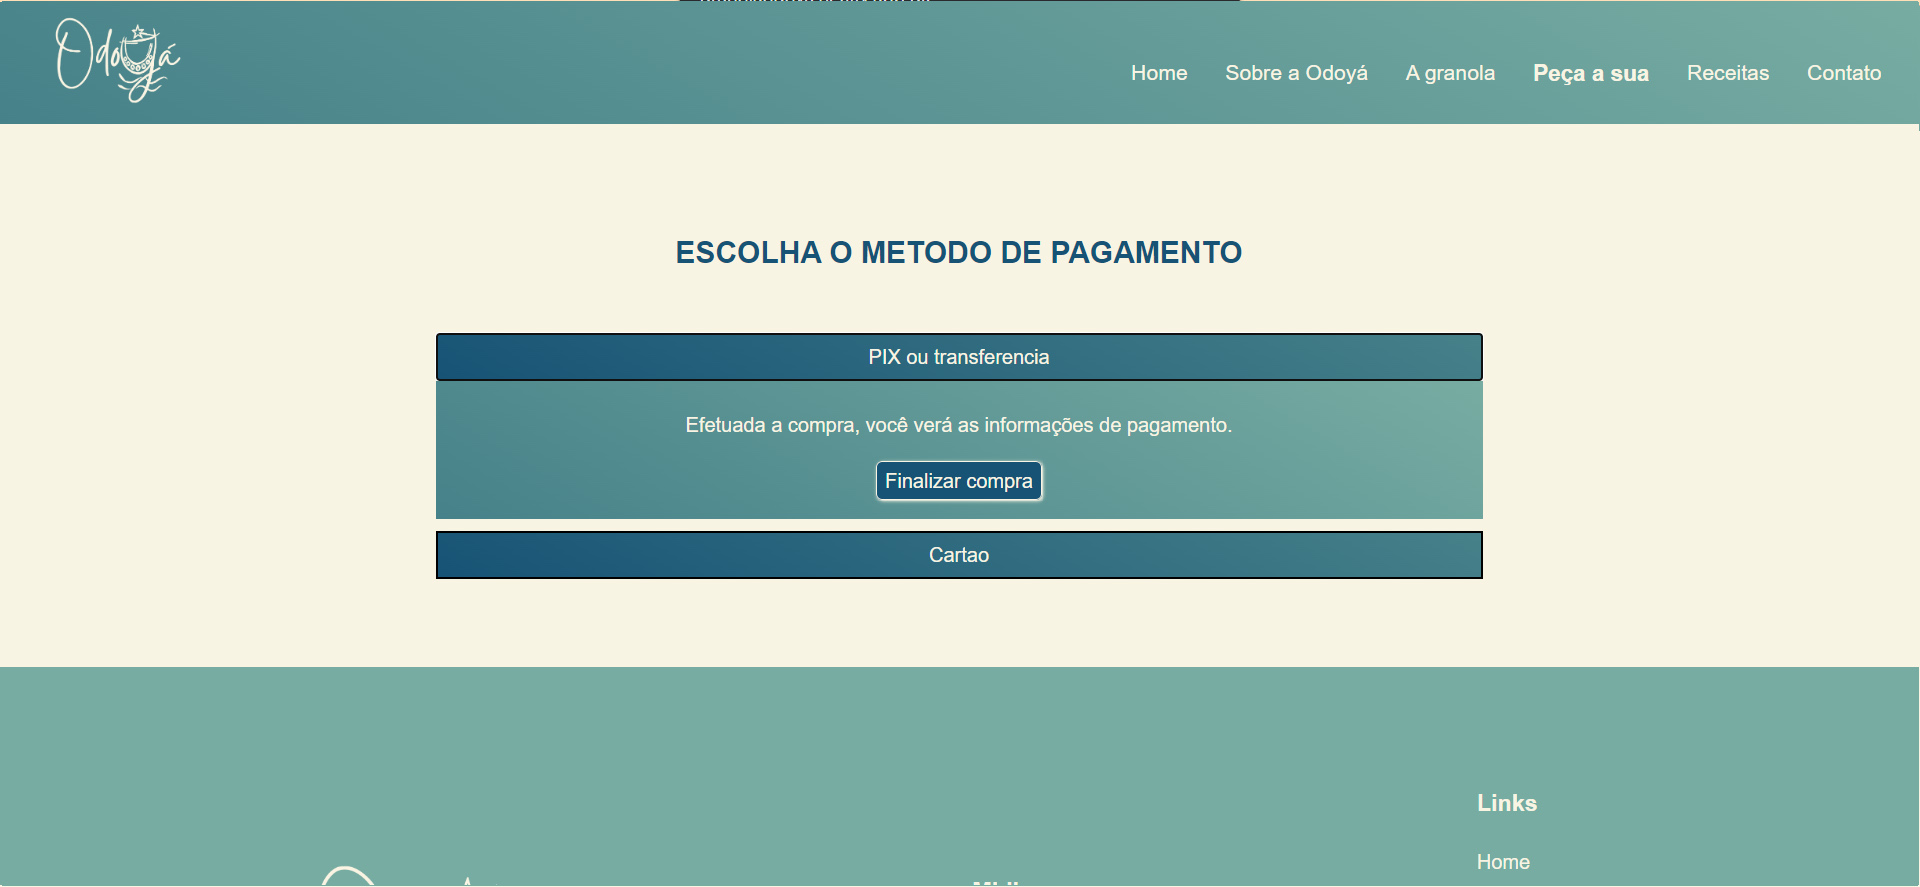 Odoyá
Home Sobre a Odoyá A granola Peça a sua Receitas Contato
ESCOLHA O METODO DE PAGAMENTO
PIX ou transferencia
Efetuada a compra, você verá as informações de pagamento.
Finalizar compra
Cartao
Links
Home